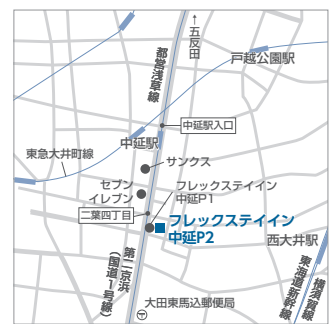 ↑五反田
都営浅草線
戸越公園駅
中延駅入口
中延駅
東急大井町線
サンクス
セブン
イレブン
フレックステイイン
中延P1
二葉四丁目
フレックステイイン
中延P2
西大井駅
第二京浜
（国道1号線）
東海道新幹線
横須賀線
大田東馬込郵便局